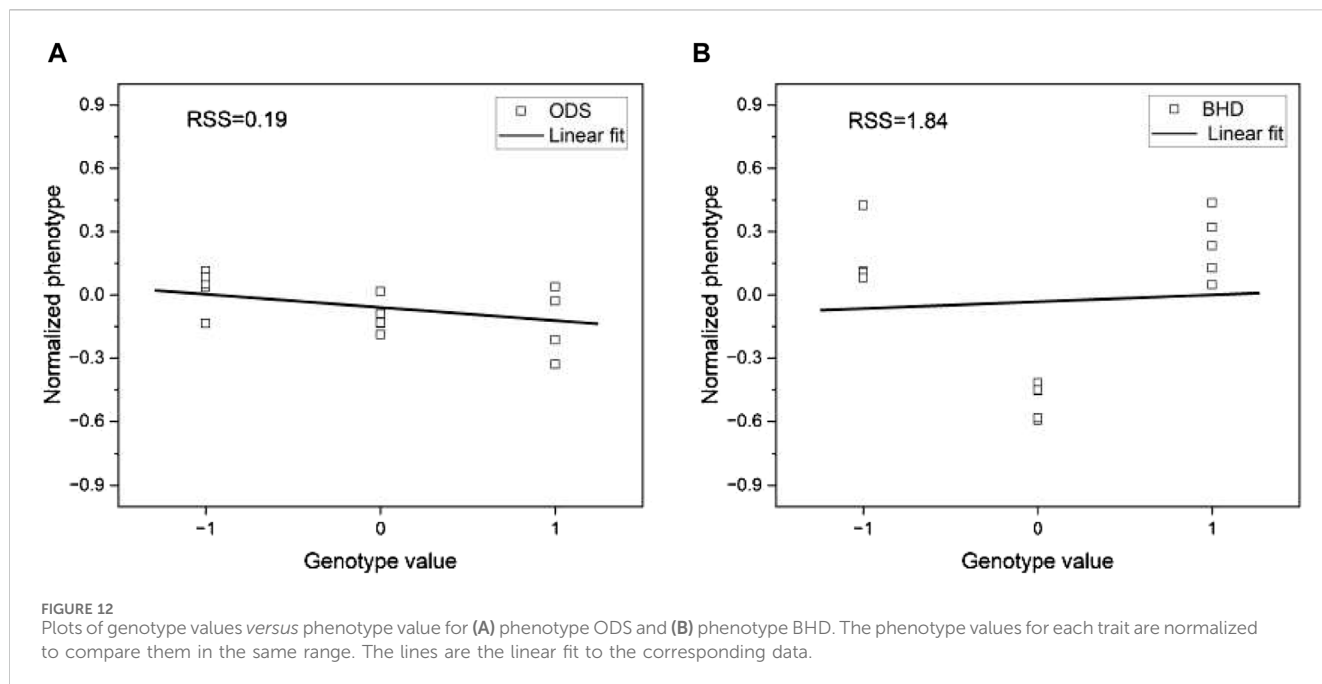 A
B
RSS=0.19
ODS
Linear fit
RSS=1.84
BHD
Linear fit
0.9
0.6
0.3
0.0
−0.3
−0.6
−0.9
Normalized phenotype
−1
0
1
Genotype value
0.9
0.6
0.3
0.0
−0.3
−0.6
−0.9
Normalized phenotype
−1
0
1
Genotype value
FIGURE 12
Plots of genotype values versus phenotype value for (A) phenotype ODS and (B) phenotype BHD. The phenotype values for each trait are normalized
to compare them in the same range. The lines are the linear fit to the corresponding data.